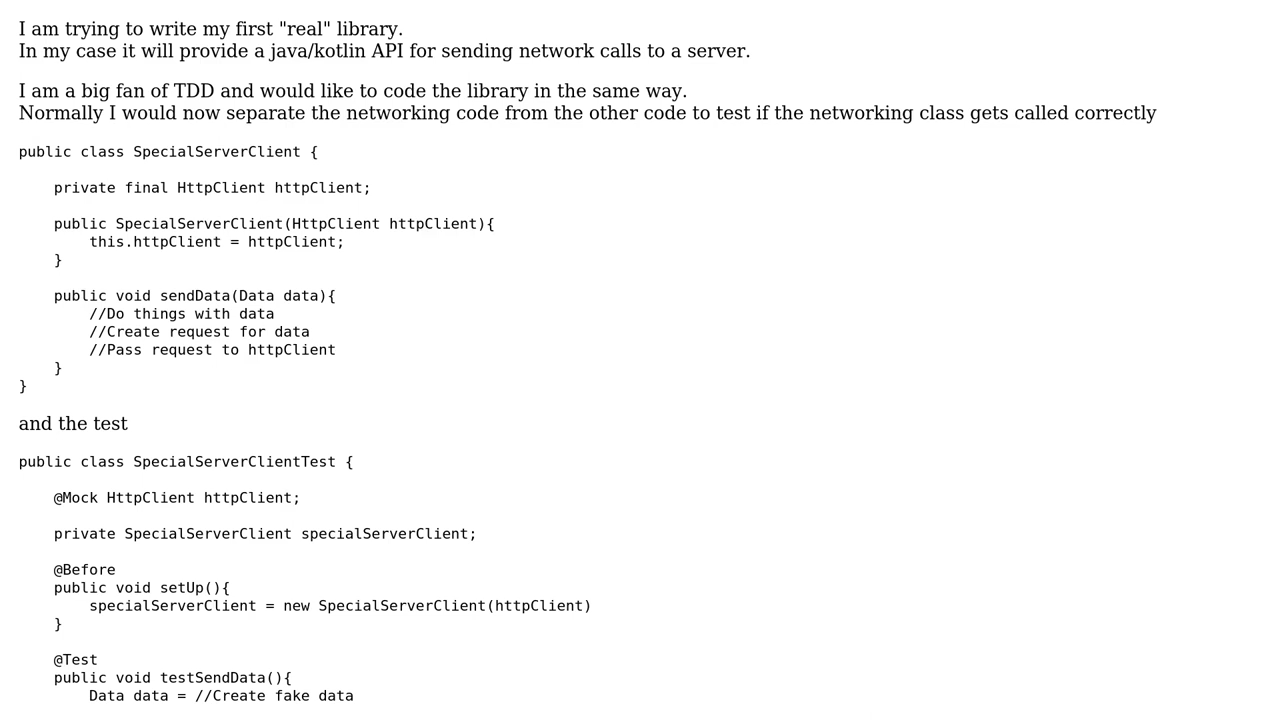 I am trying to write my first "real" library.
In my case it will provide a java/kotlin API for sending network calls to a server.
I am a big fan of TDD and would like to code the library in the same way.
Normally I would now separate the networking code from the other code to test if the networking class gets called correctly
public class SpecialServerClient {
    private final HttpClient httpClient;
    public SpecialServerClient(HttpClient httpClient){
        this.httpClient = httpClient;
    }
    public void sendData(Data data){
        //Do things with data
        //Create request for data
        //Pass request to httpClient
    }
}
and the test
public class SpecialServerClientTest {
    @Mock HttpClient httpClient;
    private SpecialServerClient specialServerClient;
    @Before
    public void setUp(){
        specialServerClient = new SpecialServerClient(httpClient)
    }
    @Test
    public void testSendData(){
        Data data = //Create fake data